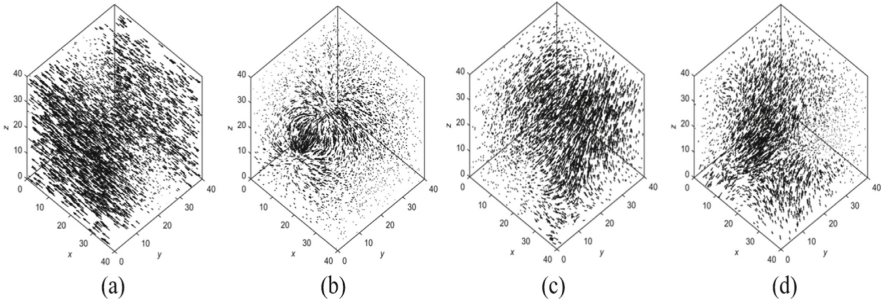 40 40 40 40
30 30 30 30
z z z z
20 20 20 20
10 10 10 10
0 0 0 0
0 40 0 40 0 40 0 40
10 30 10 30 10 30 10 30
20 20 20 20 20 20 20 20
30 10 30 10 30 10 30 10
x y x y x y x y
40 0 40 0 40 0 40 0
(a) (b) (c) (d)